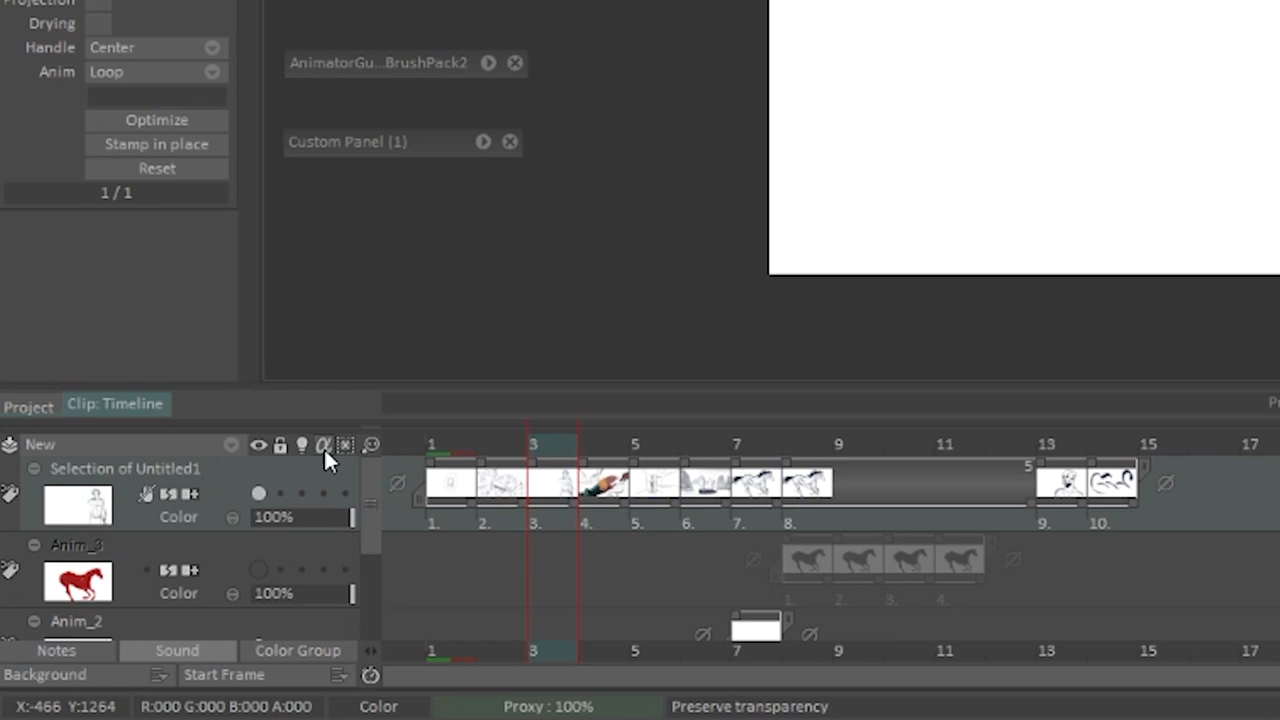 Projection
Drying
Handle Center
Anim Loop
Optimize
Stamp in place
Reset
1 / 1
AnimatorGu...BrushPack2
Custom Panel (1)
Project Clip: Timeline
New
1 3 5 7 9 11 13 15 17
Selection of Untitled1
5
Color 100%
1. 2. 3. 4. 5. 6. 7. 8. 9. 10.
Anim_3
Color 100%
1. 2. 3. 4.
Anim_2
Notes Sound Color Group
1 3 5 7 9 11 13 15 17
Background Start Frame
X:-466 Y:1264 R:000 G:000 B:000 A:000 Color Proxy : 100% Preserve transparency